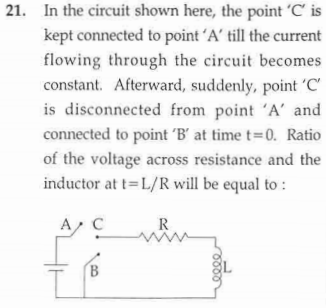 21. In the circuit shown here, the point 'C' is
kept connected to point 'A' till the current
flowing through the circuit becomes
constant. Afterward, suddenly, point 'C'
is disconnected from point 'A' and
connected to point 'B' at time t=0. Ratio
of the voltage across resistance and the
inductor at t=L/R will be equal to :
A C R
B L